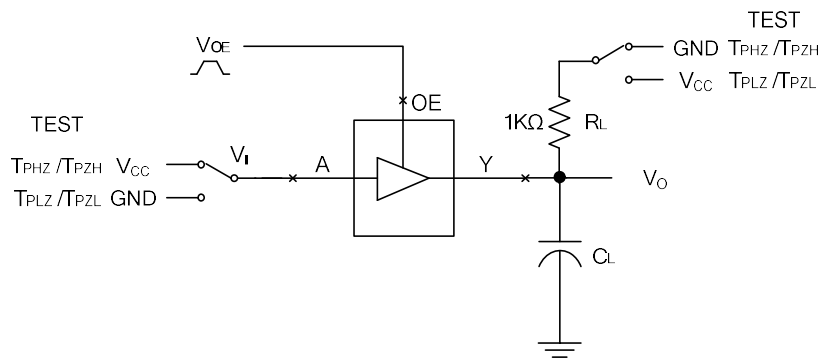 TEST
GND TPHZ /TPZH
VOE
VCC TPLZ /TPZL
OE
1KΩ RL
TEST
VI
TPHZ /TPZH VCC
A
Y
VO
TPLZ /TPZL GND
CL